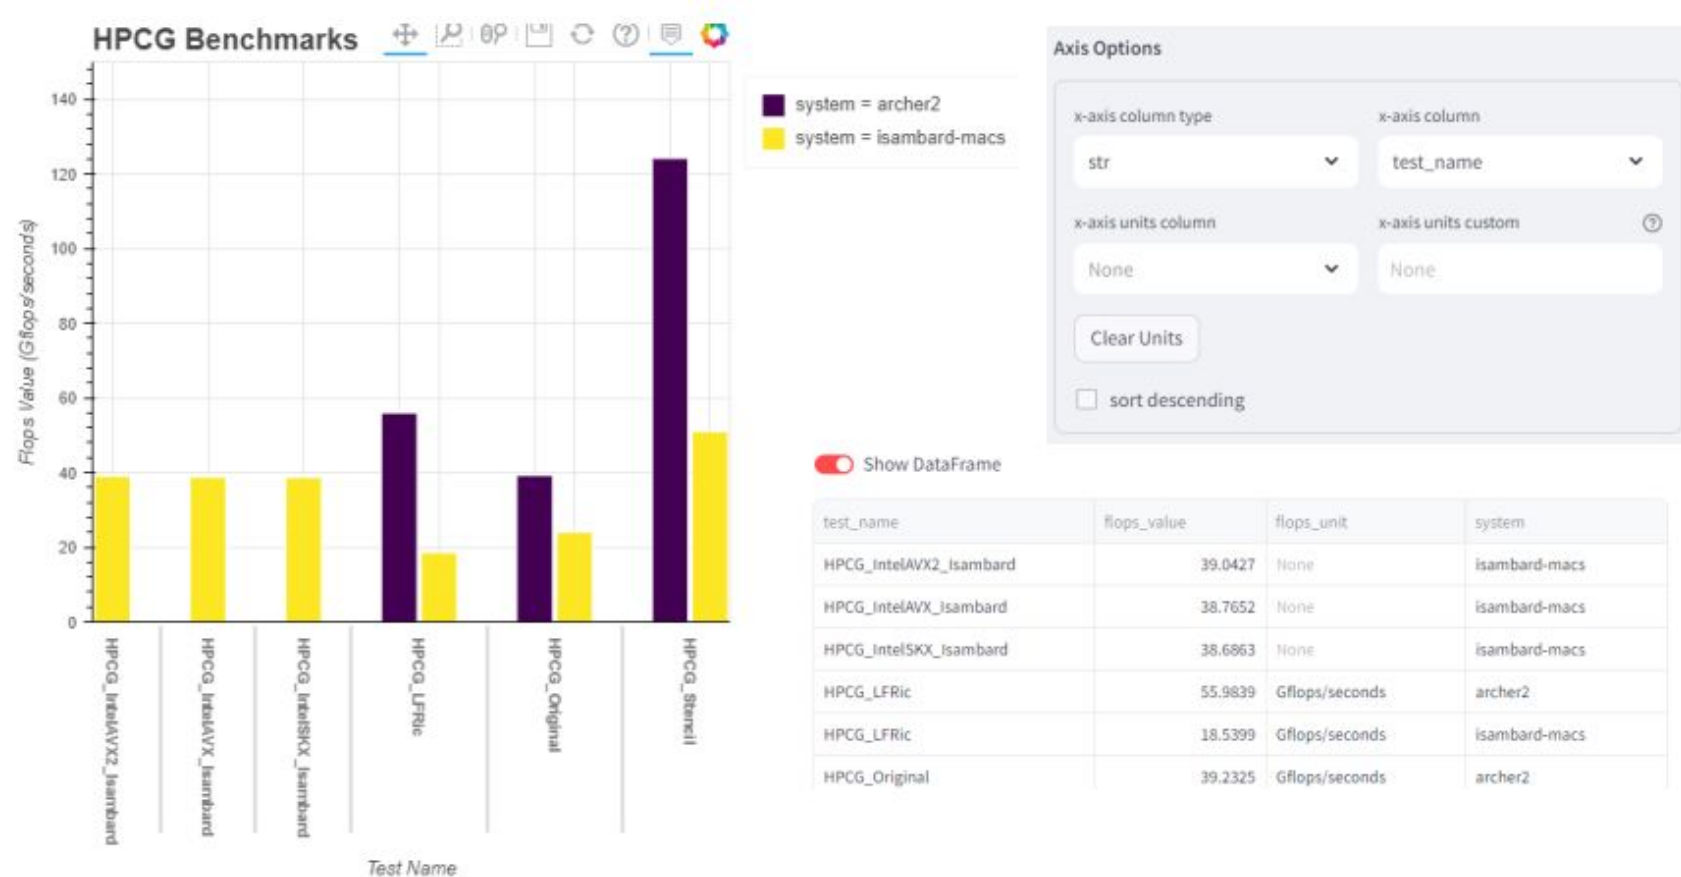 HPCG Benchmarks
140
120
100
80
60
40
20
0
Flops Value (Gflops/seconds)
HPCG_IntelAVX2_Isambard
HPCG_IntelAVX_Isambard
HPCG_IntelSKX_Isambard
HPCG_LFRic
HPCG_Original
HPCG_Stencil
Test Name
system = archer2
system = isambard-macs
Axis Options
x-axis column type
x-axis column
str
test_name
x-axis units column
x-axis units custom
None
None
Clear Units
sort descending
Show DataFrame
test_name flops_value flops_unit system
HPCG_IntelAVX2_Isambard 39.0427 None isambard-macs
HPCG_IntelAVX_Isambard 38.7652 None isambard-macs
HPCG_IntelSKX_Isambard 38.6863 None isambard-macs
HPCG_LFRic 55.9839 Gflops/seconds archer2
HPCG_LFRic 18.5399 Gflops/seconds isambard-macs
HPCG_Original 39.2325 Gflops/seconds archer2